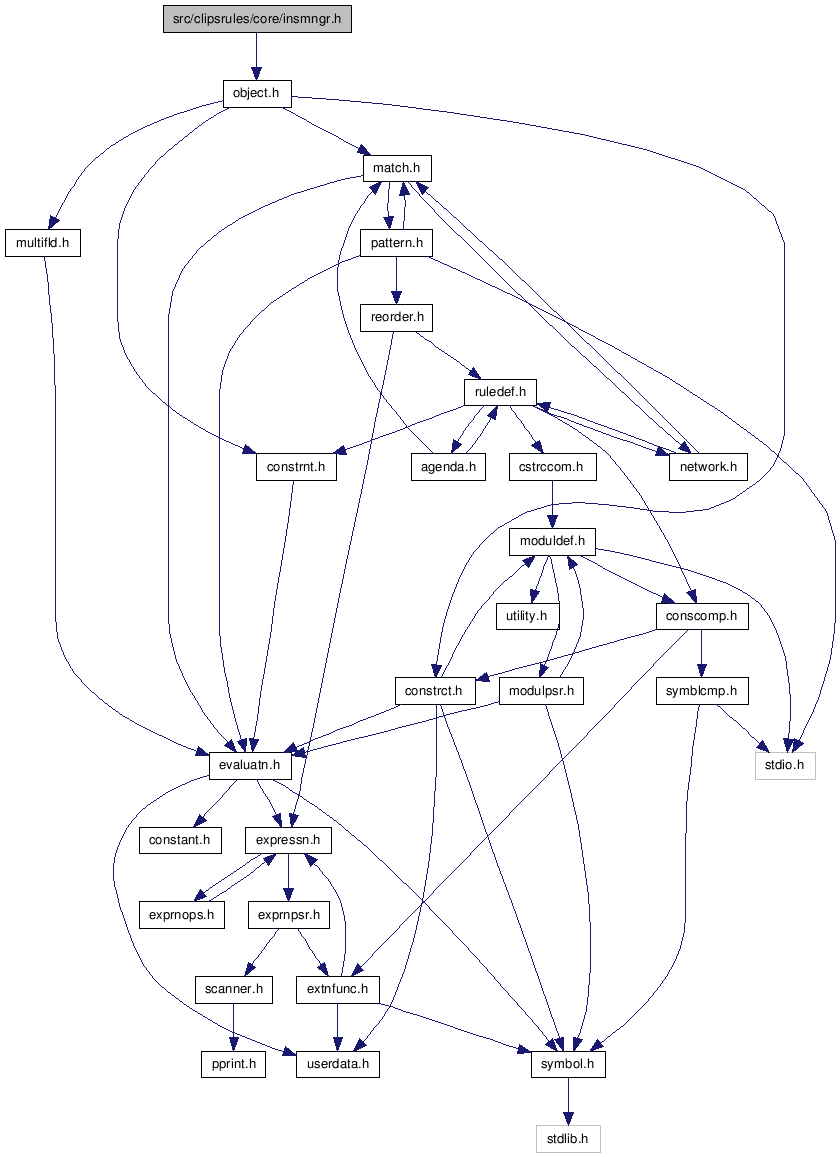 src/clipsrules/core/insmngr.h
object.h
match.h
multifld.h
pattern.h
reorder.h
ruledef.h
constrnt.h
agenda.h
cstrccom.h
network.h
moduldef.h
utility.h
conscomp.h
constrct.h
modulpsr.h
symblcmp.h
evaluatn.h
stdio.h
constant.h
expressn.h
exprnops.h
exprnpsr.h
scanner.h
extnfunc.h
pprint.h
userdata.h
symbol.h
stdlib.h